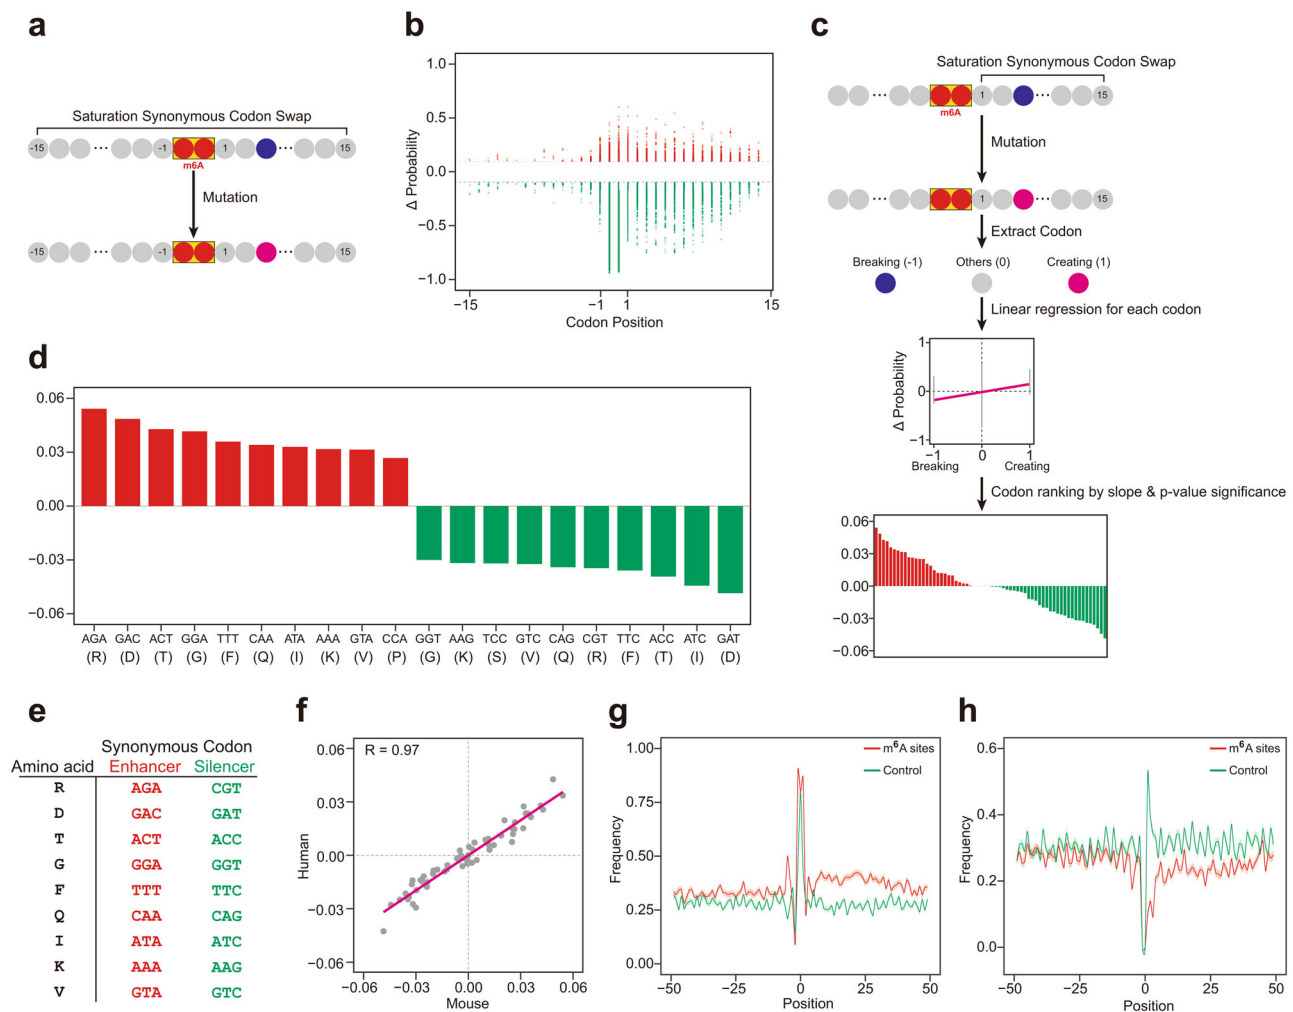 a
Saturation Synonymous Codon Swap
-15 ... -1 1 ... 15
m6A
Mutation
-15 ... -1 1 ... 15
b
Δ Probability
1.0
0.5
0.0
−0.5
−1.0
−15 −1 1 15
Codon Position
c
Saturation Synonymous Codon Swap
... 1 ... 15
m6A
Mutation
... 1 ... 15
Extract Codon
Breaking (-1) Others (0) Creating (1)
Linear regression for each codon
Δ Probability
1
0
−1
−1 0 1
Breaking Creating
Codon ranking by slope & p-value significance
0.06
0.03
0.00
−0.03
−0.06
d
0.06
0.03
0.00
−0.03
−0.06
AGA GAC ACT GGA TTT CAA ATA AAA GTA CCA GGT AAG TCC GTC CAG CGT TTC ACC ATC GAT
(R) (D) (T) (G) (F) (Q) (I) (K) (V) (P) (G) (K) (S) (V) (Q) (R) (F) (T) (I) (D)
e
Synonymous Codon
Amino acid Enhancer Silencer
R AGA CGT
D GAC GAT
T ACT ACC
G GGA GGT
F TTT TTC
Q CAA CAG
I ATA ATC
K AAA AAG
V GTA GTC
f
R = 0.97
Human
0.06
0.03
0.00
−0.03
−0.06
−0.06 −0.03 0.00 0.03 0.06
Mouse
g
m⁶A sites
Control
Frequency
1.00
0.75
0.50
0.25
0.00
−50 −25 0 25 50
Position
h
m⁶A sites
Control
Frequency
0.6
0.4
0.2
0.0
−50 −25 0 25 50
Position